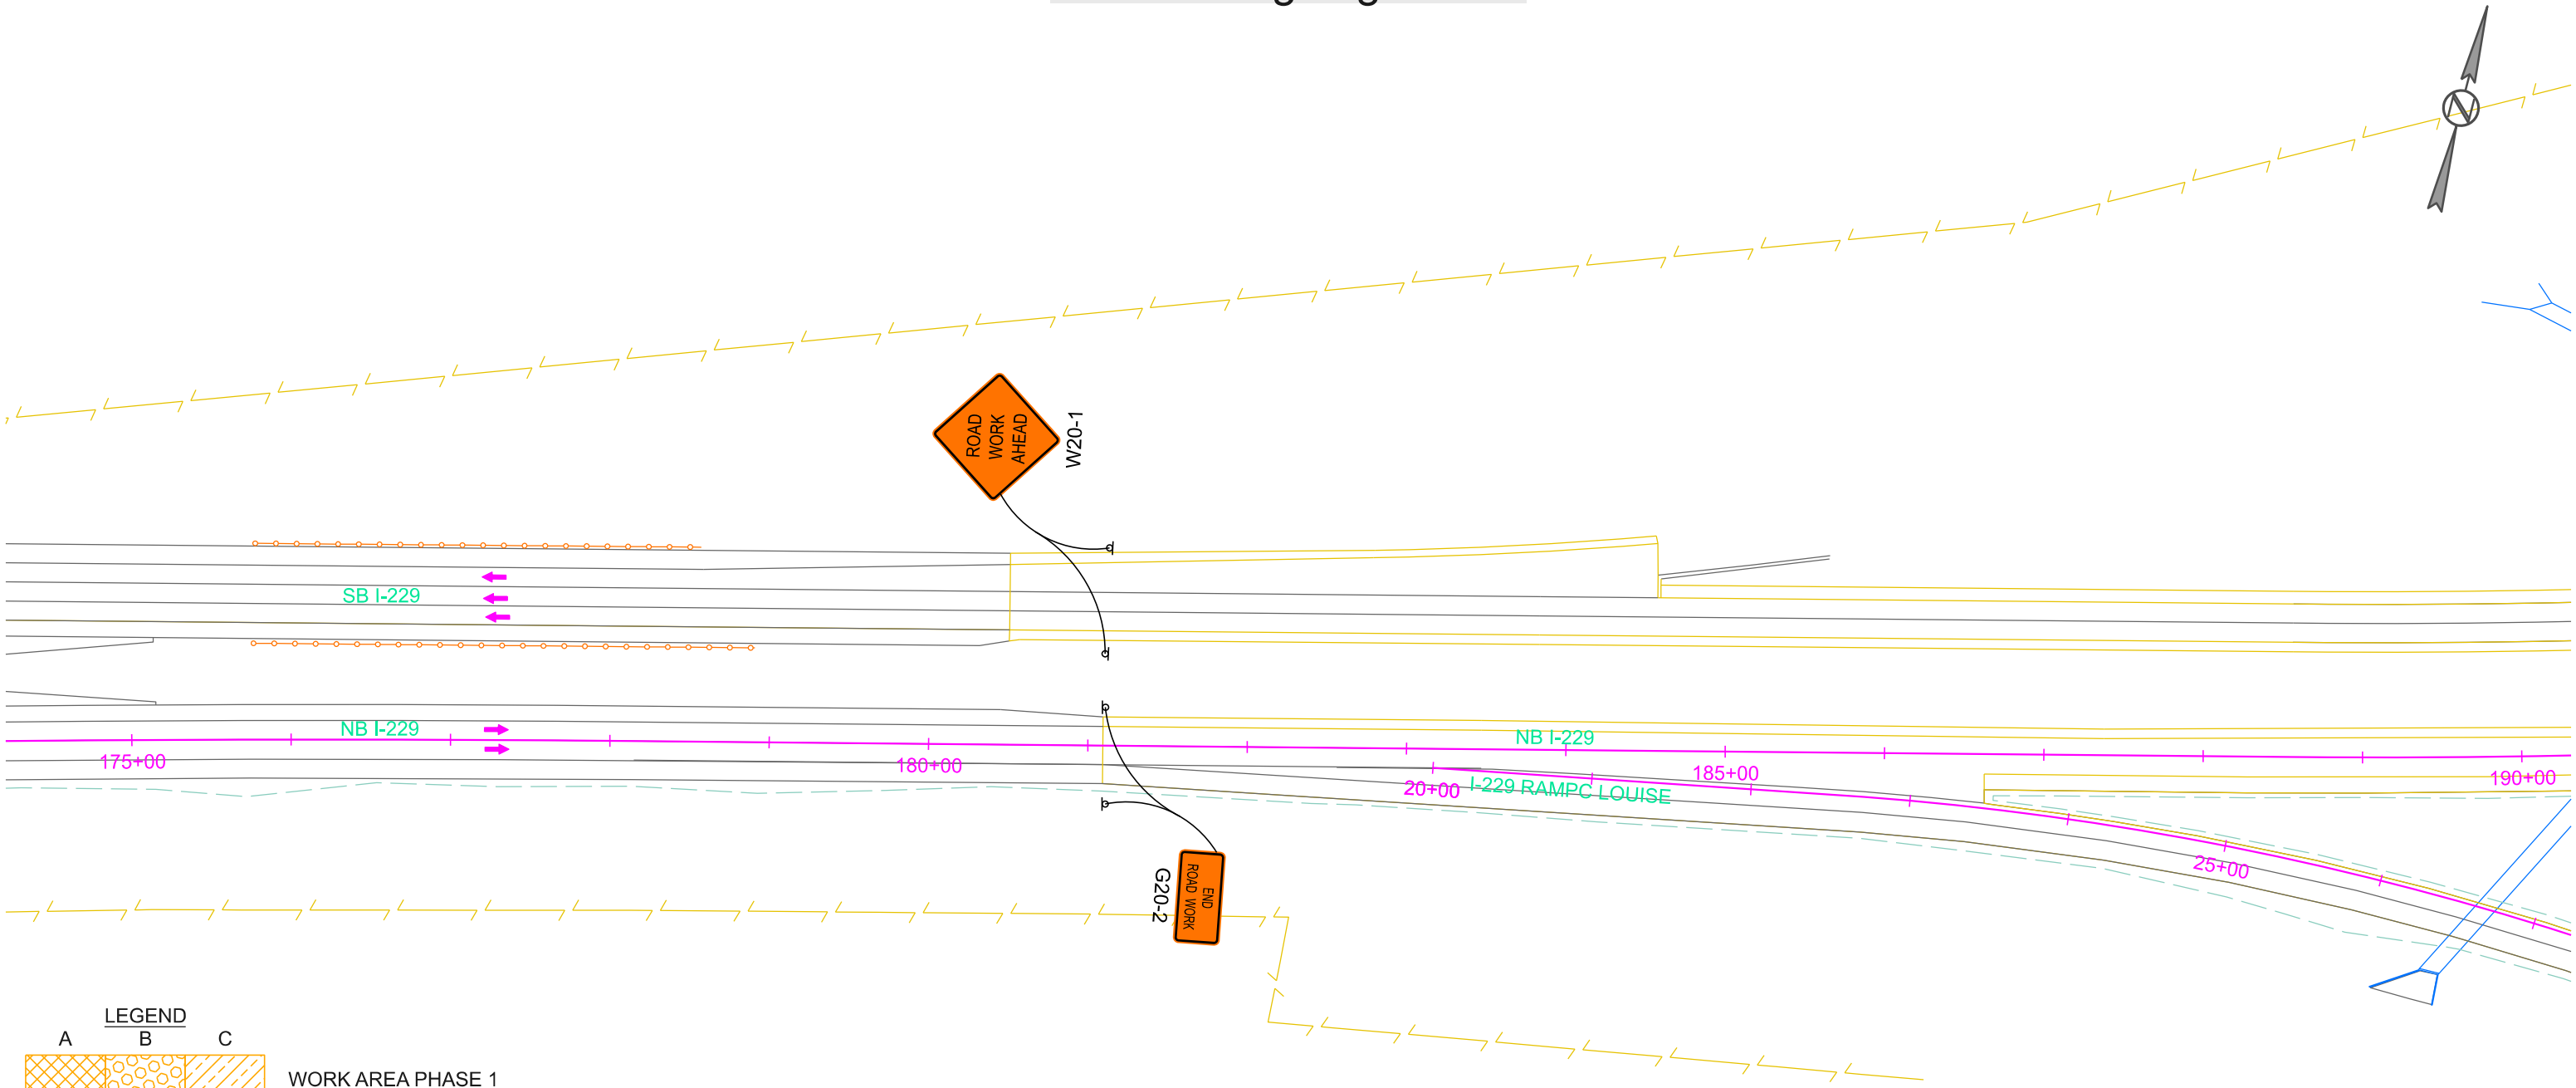 N
ROAD
WORK
AHEAD
W20-1
SB I-229
NB I-229
NB I-229
175+00
180+00
185+00
190+00
20+00
I-229 RAMPC LOUISE
25+00
END
ROAD WORK
G20-2
LEGEND
A B C
WORK AREA PHASE 1